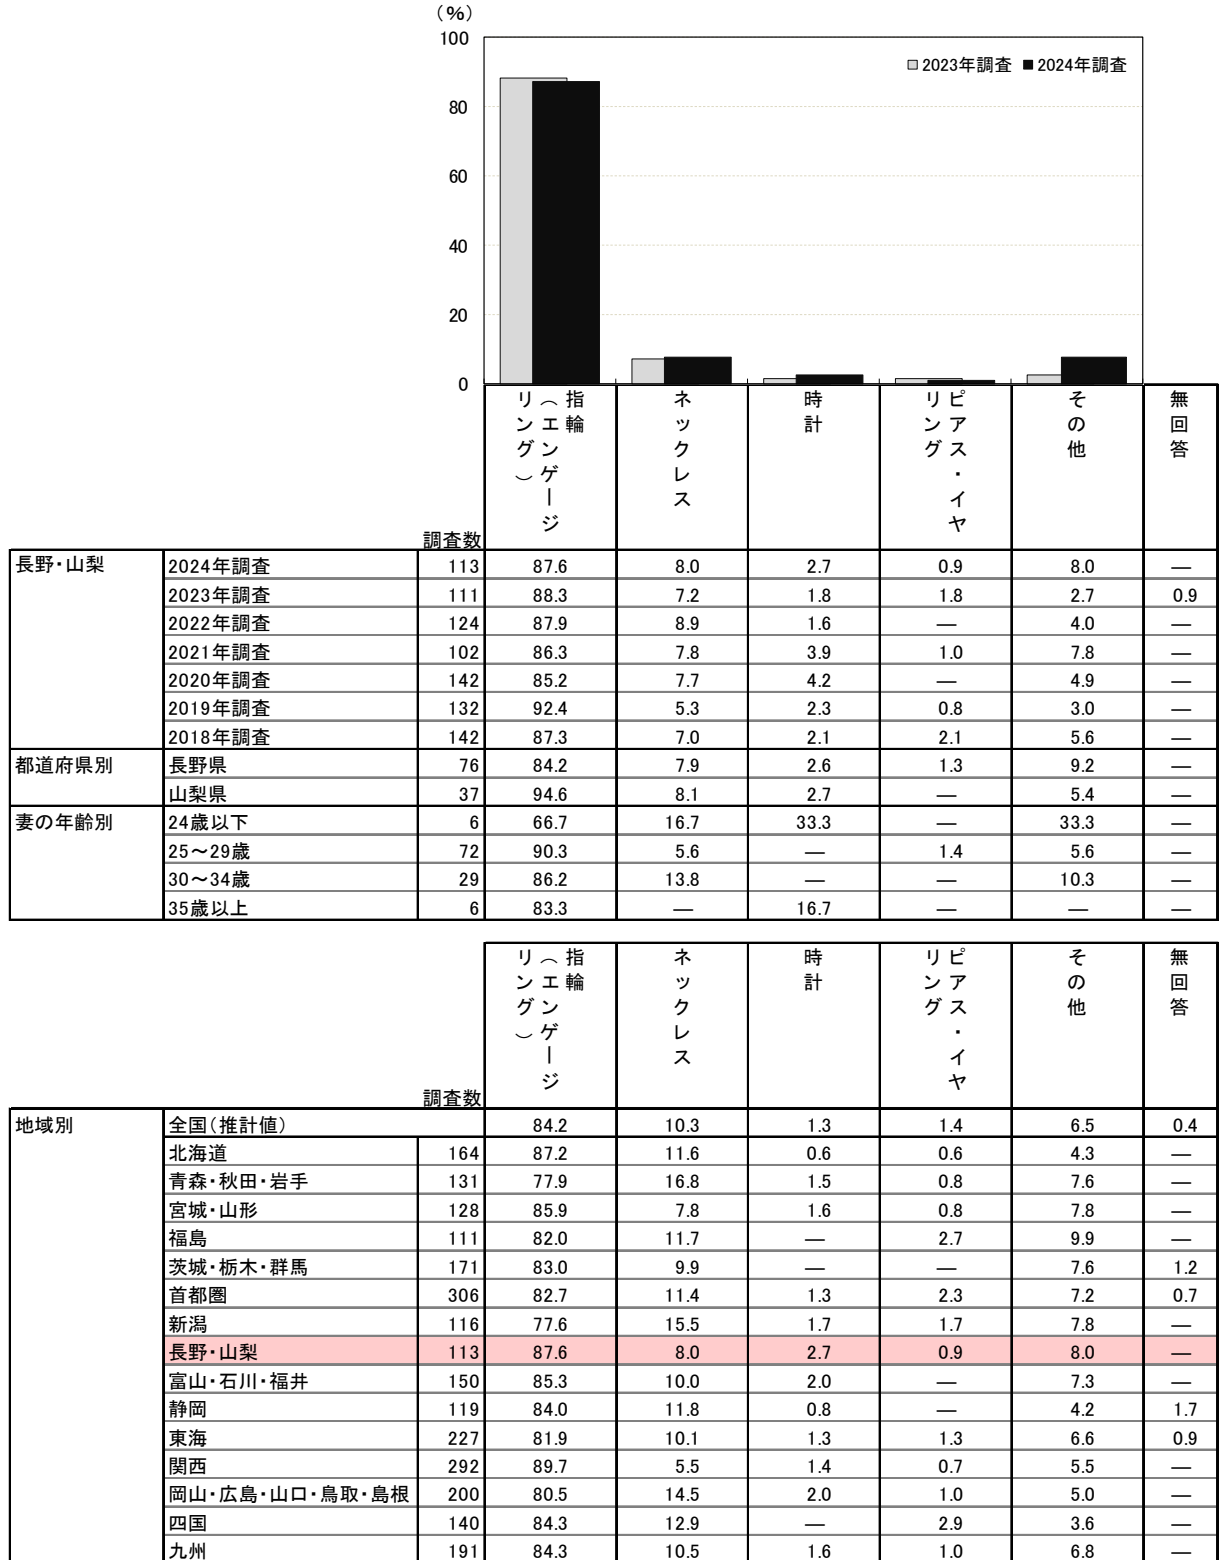 (%)
100
80
60
40
20
0
2023年調査 2024年調査
調査数 指輪(エンゲージリング) ネックレス 時計 ピアス・イヤリング その他 無回答
長野・山梨 2024年調査 113 87.6 8.0 2.7 0.9 8.0 —
2023年調査 111 88.3 7.2 1.8 1.8 2.7 0.9
2022年調査 124 87.9 8.9 1.6 — 4.0 —
2021年調査 102 86.3 7.8 3.9 1.0 7.8 —
2020年調査 142 85.2 7.7 4.2 — 4.9 —
2019年調査 132 92.4 5.3 2.3 0.8 3.0 —
2018年調査 142 87.3 7.0 2.1 2.1 5.6 —
都道府県別 長野県 76 84.2 7.9 2.6 1.3 9.2 —
山梨県 37 94.6 8.1 2.7 — 5.4 —
妻の年齢別 24歳以下 6 66.7 16.7 33.3 — 33.3 —
25～29歳 72 90.3 5.6 — 1.4 5.6 —
30～34歳 29 86.2 13.8 — — 10.3 —
35歳以上 6 83.3 — 16.7 — — —
調査数 指輪(エンゲージリング) ネックレス 時計 ピアス・イヤリング その他 無回答
地域別 全国(推計値) 84.2 10.3 1.3 1.4 6.5 0.4
北海道 164 87.2 11.6 0.6 0.6 4.3 —
青森・秋田・岩手 131 77.9 16.8 1.5 0.8 7.6 —
宮城・山形 128 85.9 7.8 1.6 0.8 7.8 —
福島 111 82.0 11.7 — 2.7 9.9 —
茨城・栃木・群馬 171 83.0 9.9 — — 7.6 1.2
首都圏 306 82.7 11.4 1.3 2.3 7.2 0.7
新潟 116 77.6 15.5 1.7 1.7 7.8 —
長野・山梨 113 87.6 8.0 2.7 0.9 8.0 —
富山・石川・福井 150 85.3 10.0 2.0 — 7.3 —
静岡 119 84.0 11.8 0.8 — 4.2 1.7
東海 227 81.9 10.1 1.3 1.3 6.6 0.9
関西 292 89.7 5.5 1.4 0.7 5.5 —
岡山・広島・山口・鳥取・島根 200 80.5 14.5 2.0 1.0 5.0 —
四国 140 84.3 12.9 — 2.9 3.6 —
九州 191 84.3 10.5 1.6 1.0 6.8 —